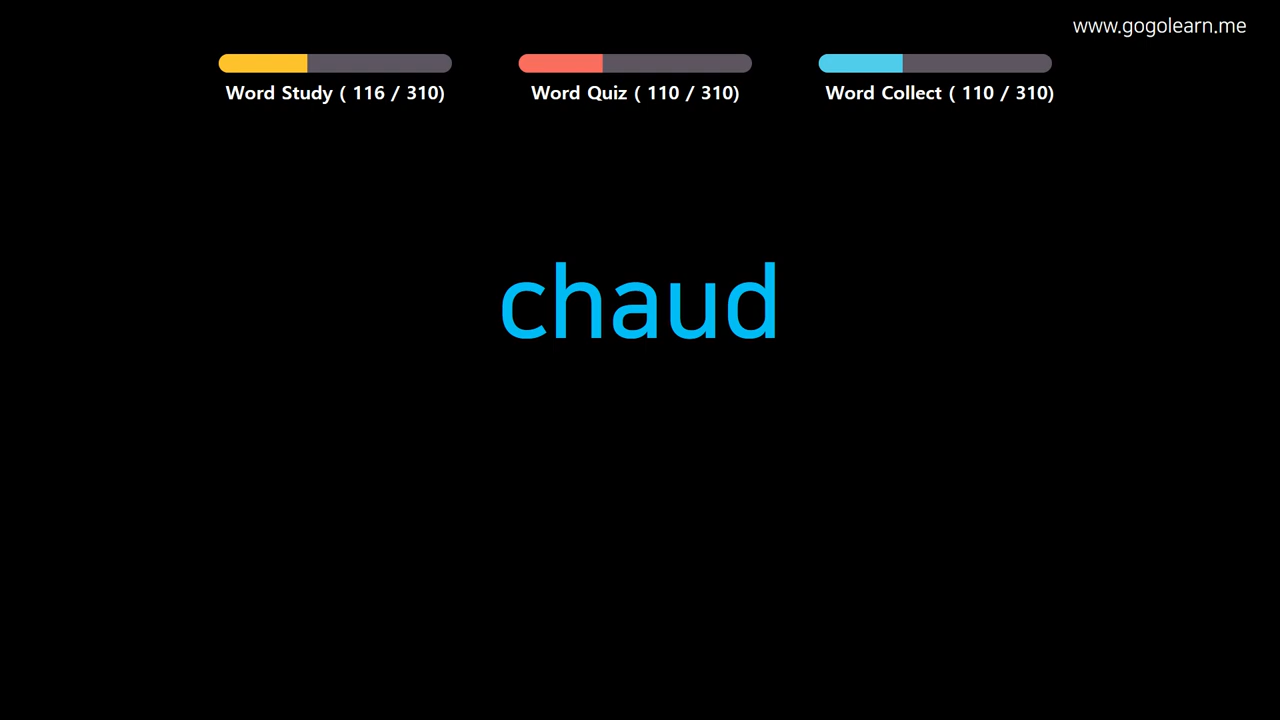 www.gogolearn.me
Word Study ( 116 / 310)
Word Quiz ( 110 / 310)
Word Collect ( 110 / 310)
chaud